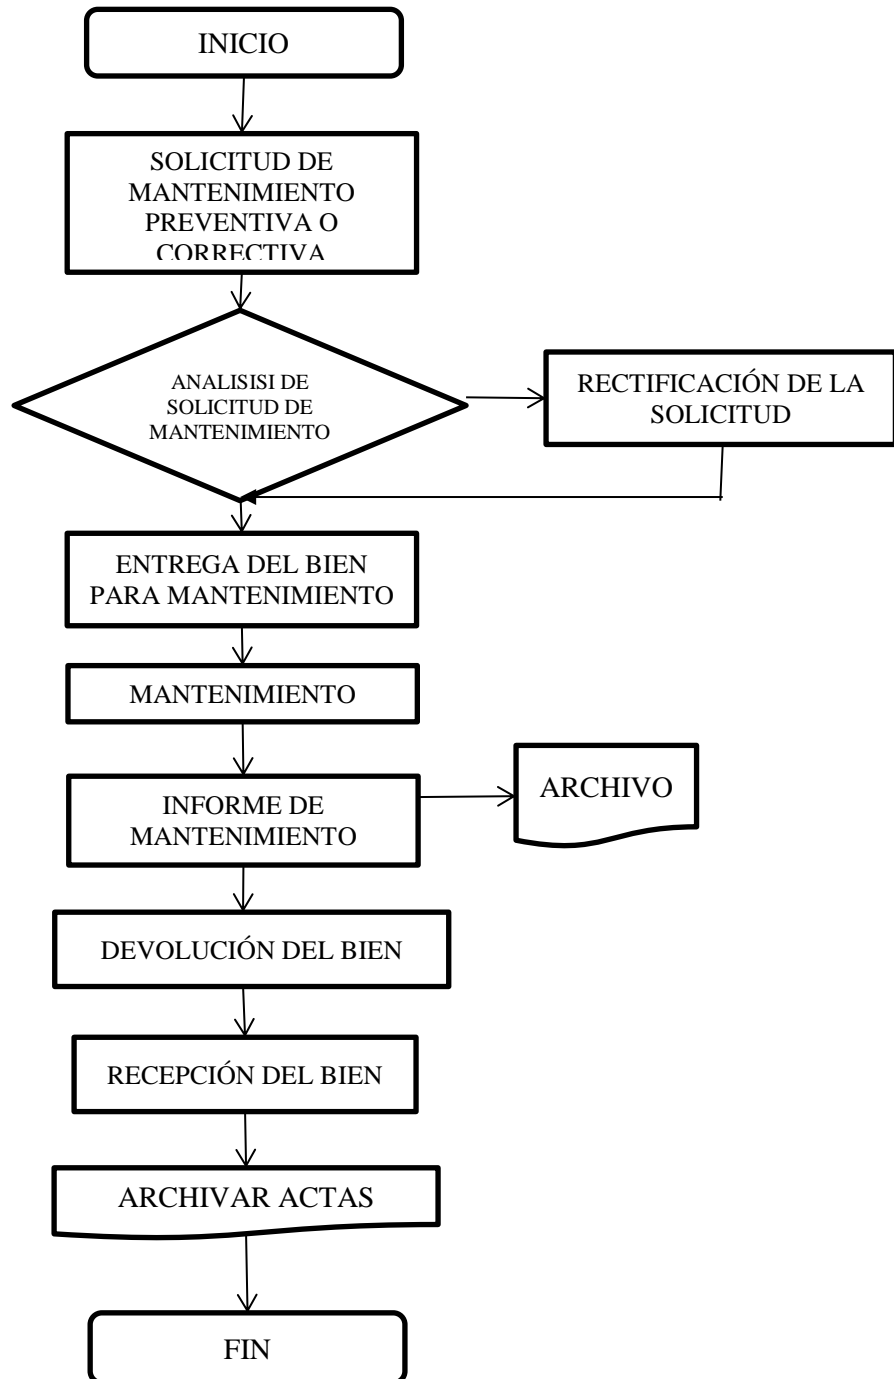 INICIO
SOLICITUD DE
MANTENIMIENTO
PREVENTIVA O
CORRECTIVA
ANALISISI DE
SOLICITUD DE
MANTENIMIENTO
RECTIFICACIÓN DE LA
SOLICITUD
ENTREGA DEL BIEN
PARA MANTENIMIENTO
MANTENIMIENTO
INFORME DE
MANTENIMIENTO
ARCHIVO
DEVOLUCIÓN DEL BIEN
RECEPCIÓN DEL BIEN
ARCHIVAR ACTAS
FIN